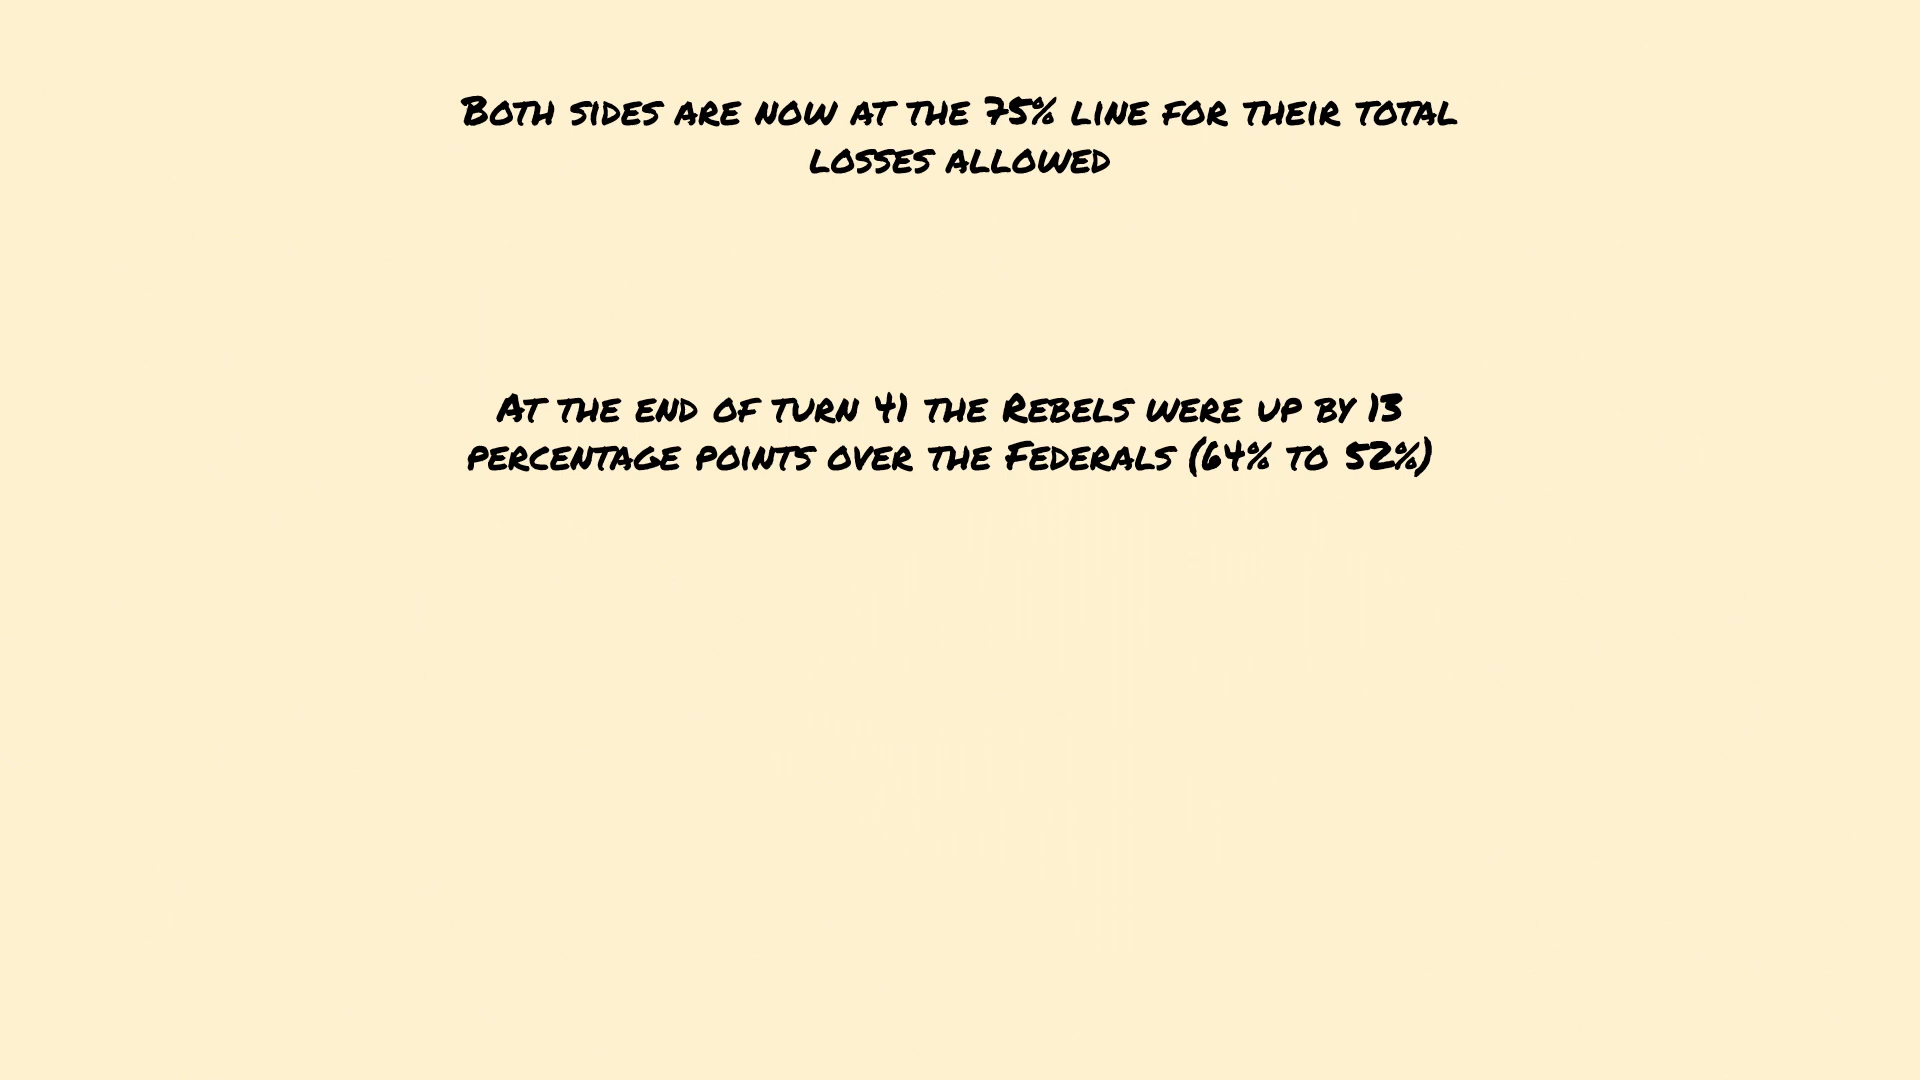 Both sides are now at the 75% line for their total
losses allowed
At the end of turn 41 the Rebels were up by 13
percentage points over the Federals (64% to 52%)